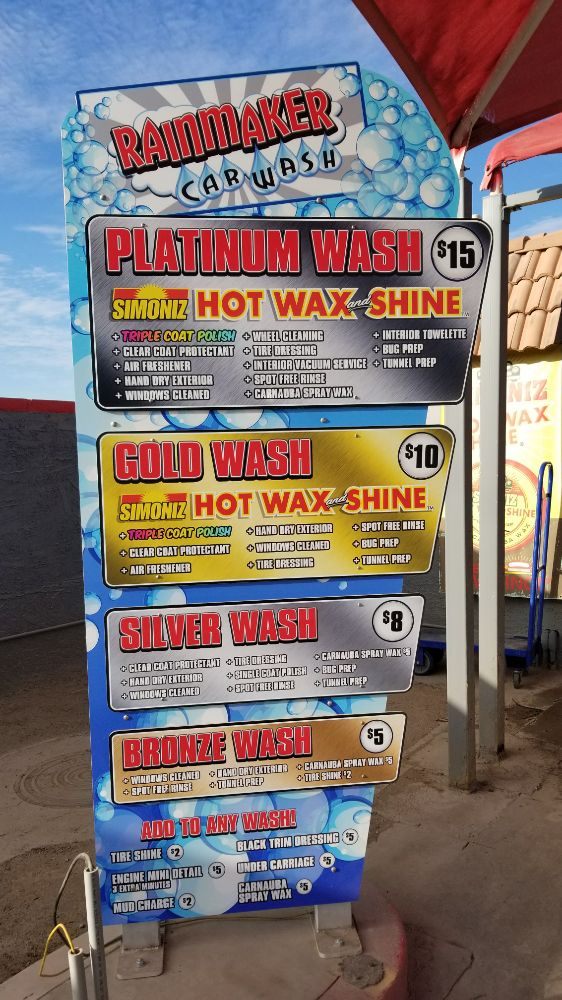 RAINMAKER
CAR WASH
PLATINUM WASH $15
SIMONIZ HOT WAX and SHINE
+ TRIPLE COAT POLISH + WHEEL CLEANING + INTERIOR TOWELETTE
+ CLEAR COAT PROTECTANT + TIRE DRESSING + BUG PREP
+ AIR FRESHENER + INTERIOR VACUUM SERVICE + TUNNEL PREP
+ HAND DRY EXTERIOR + SPOT FREE RINSE
+ WINDOWS CLEANED + CARNAUBA SPRAY WAX
GOLD WASH $10
SIMONIZ HOT WAX and SHINE
+ TRIPLE COAT POLISH + HAND DRY EXTERIOR + SPOT FREE RINSE
+ CLEAR COAT PROTECTANT + WINDOWS CLEANED + BUG PREP
+ AIR FRESHENER + TIRE DRESSING + TUNNEL PREP
SILVER WASH $8
+ CLEAR COAT PROTECTANT + TIRE DRESSING + CARNAUBA SPRAY WAX $5
+ HAND DRY EXTERIOR + SINGLE COAT POLISH + BUG PREP
+ WINDOWS CLEANED + SPOT FREE RINSE + TUNNEL PREP
BRONZE WASH $5
+ WINDOWS CLEANED + HAND DRY EXTERIOR + CARNAUBA SPRAY WAX $5
+ SPOT FREE RINSE + TUNNEL PREP + TIRE SHINE $2
ADD TO ANY WASH!
TIRE SHINE $2
ENGINE MINI DETAIL $5
3 EXTRA MINUTES
MUD CHARGE $2
BLACK TRIM DRESSING $5
UNDER CARRIAGE $5
CARNAUBA
SPRAY WAX $5
WAX
SHINE